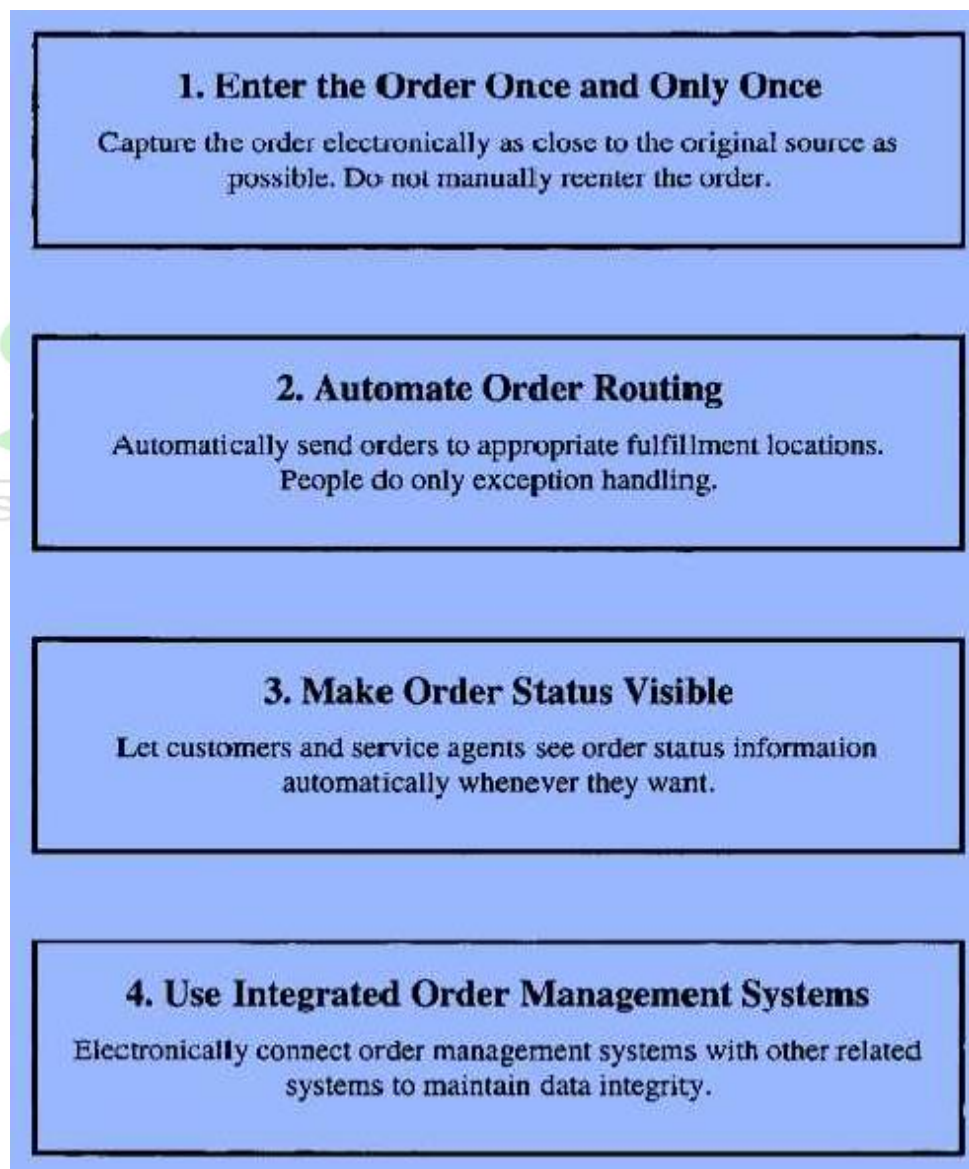 1. Enter the Order Once and Only Once
Capture the order electronically as close to the original source as
possible. Do not manually reenter the order.
2. Automate Order Routing
Automatically send orders to appropriate fulfillment locations.
People do only exception handling.
3. Make Order Status Visible
Let customers and service agents see order status information
automatically whenever they want.
4. Use Integrated Order Management Systems
Electronically connect order management systems with other related
systems to maintain data integrity.